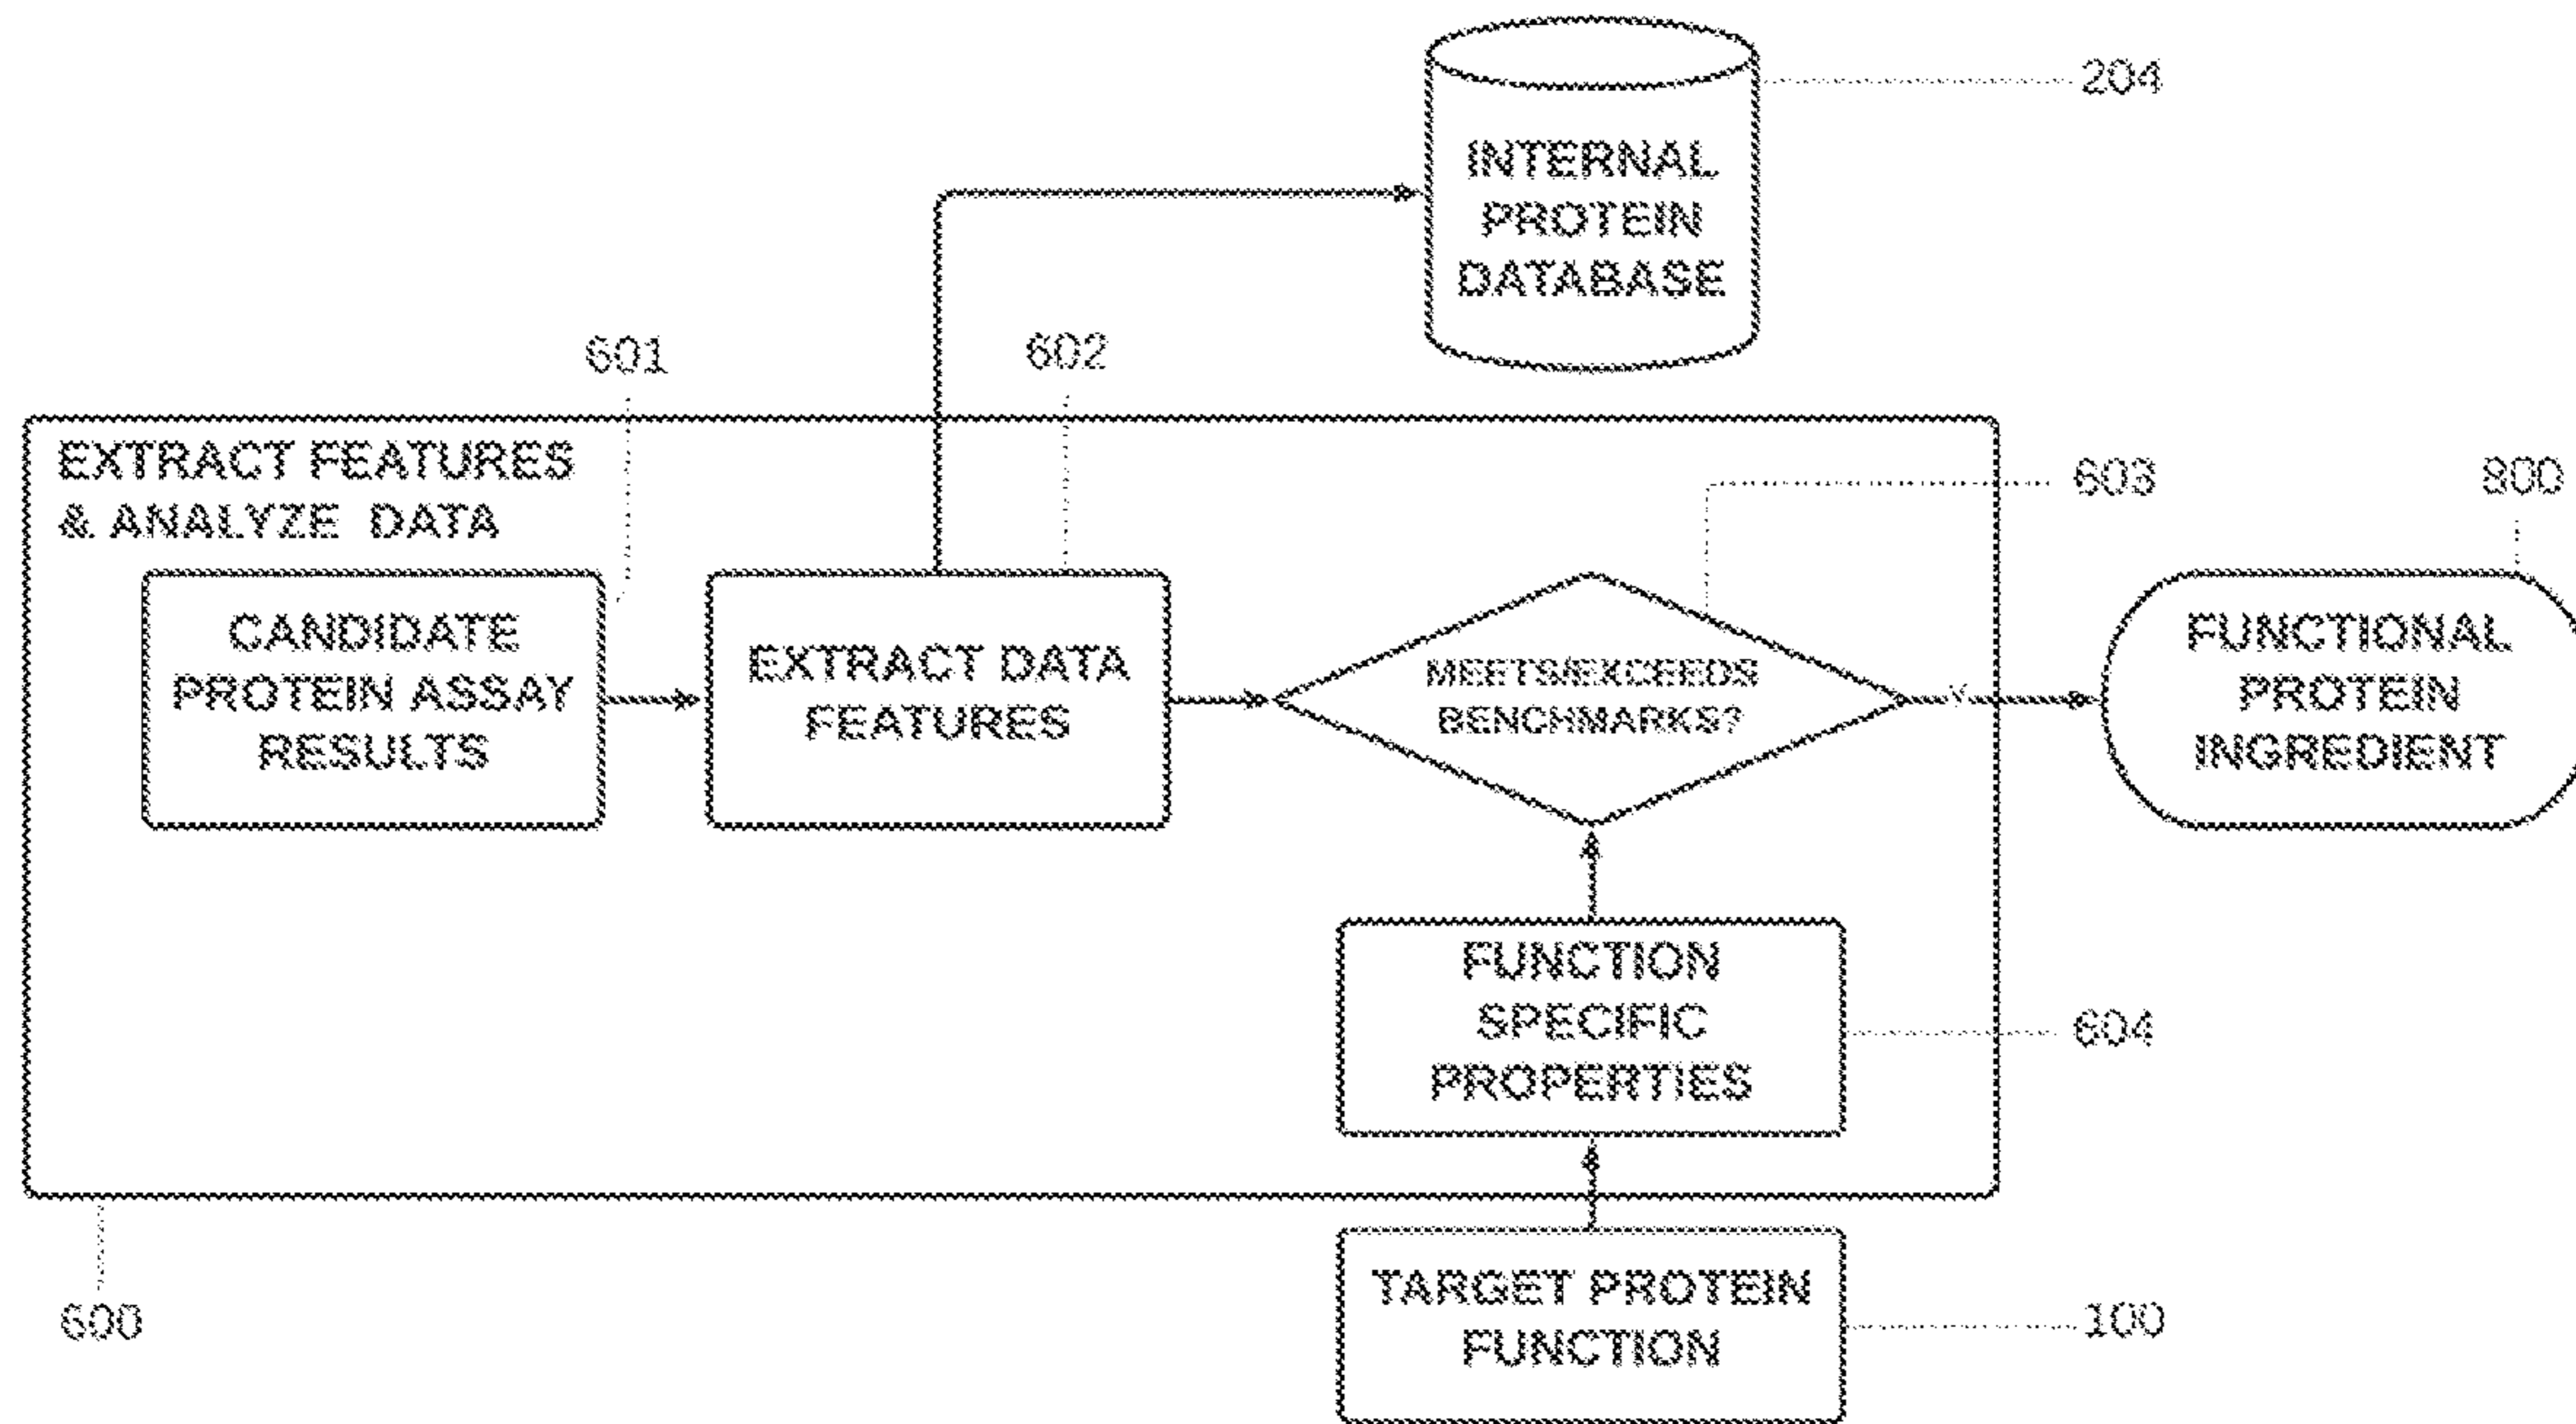 204
INTERNAL
PROTEIN
DATABASE
601
602
EXTRACT FEATURES
& ANALYZE DATA
603
800
CANDIDATE
PROTEIN ASSAY
RESULTS
EXTRACT DATA
FEATURES
MEETS/EXCEEDS
BENCHMARKS?
Y
FUNCTIONAL
PROTEIN
INGREDIENT
FUNCTION
SPECIFIC
PROPERTIES
604
600
TARGET PROTEIN
FUNCTION
100